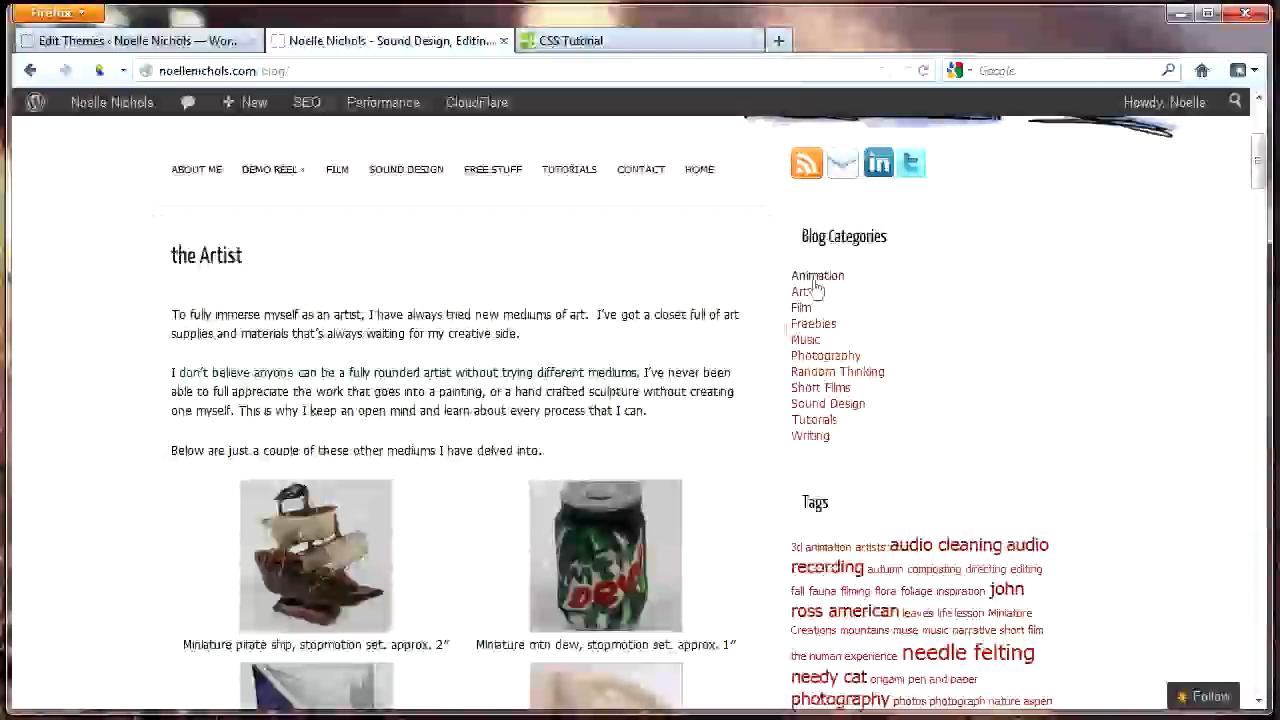 Firefox
Edit Themes ‹ Noelle Nichols — Wor...
Noelle Nichols - Sound Design, Editin...
CSS Tutorial
noellenichols.com/blog/
Google
Noelle Nichols
New
SEO
Performance
CloudFlare
Howdy, Noelle
ABOUT ME
DEMO REEL »
FILM
SOUND DESIGN
FREE STUFF
TUTORIALS
CONTACT
HOME
the Artist
To fully immerse myself as an artist, I have always tried new mediums of art. I've got a closet full of art
supplies and materials that's always waiting for my creative side.
I don't believe anyone can be a fully rounded artist without trying different mediums. I've never been
able to full appreciate the work that goes into a painting, or a hand crafted sculpture without creating
one myself. This is why I keep an open mind and learn about every process that I can.
Below are just a couple of these other mediums I have delved into.
Miniature pirate ship, stopmotion set. approx. 2"
Miniature mtn dew, stopmotion set. approx. 1"
Blog Categories
Animation
Arts
Film
Freebies
Music
Photography
Random Thinking
Short Films
Sound Design
Tutorials
Writing
Tags
3d animation artists audio cleaning audio
recording autumn composting directing editing
fall fauna filming flora foliage inspiration john
ross american leaves life lesson Miniature
Creations mountains muse music narrative short film
the human experience needle felting
needy cat origami pen and paper
photography photos photograph nature aspen
Follow